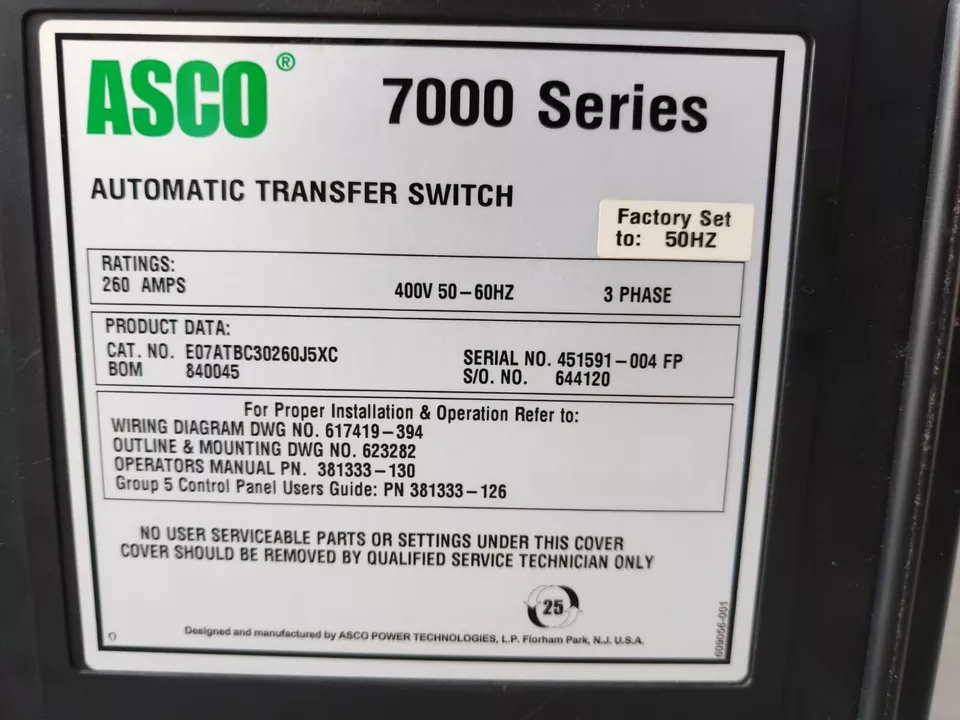 ASCO® 7000 Series
AUTOMATIC TRANSFER SWITCH
Factory Set
to: 50HZ
RATINGS:
260 AMPS 400V 50-60HZ 3 PHASE
PRODUCT DATA:
CAT. NO. E07ATBC30260J5XC SERIAL NO. 451591-004 FP
BOM 840045 S/O. NO. 644120
For Proper Installation & Operation Refer to:
WIRING DIAGRAM DWG NO. 617419-394
OUTLINE & MOUNTING DWG NO. 623282
OPERATORS MANUAL PN. 381333-130
Group 5 Control Panel Users Guide: PN 381333-126
NO USER SERVICEABLE PARTS OR SETTINGS UNDER THIS COVER
COVER SHOULD BE REMOVED BY QUALIFIED SERVICE TECHNICIAN ONLY
25
Designed and manufactured by ASCO POWER TECHNOLOGIES, L.P. Florham Park, N.J. U.S.A.
609056-001